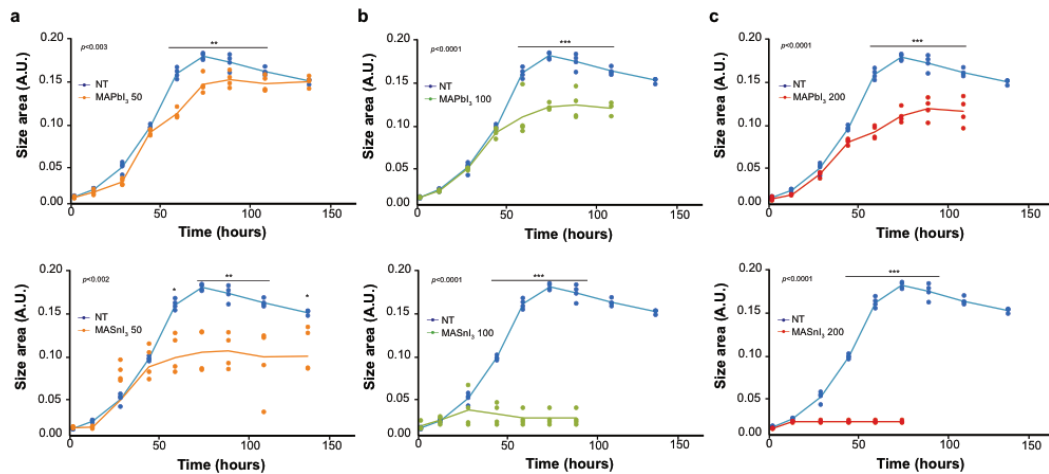 a
b
c
Size area (A.U.)
0.20
0.15
0.10
0.05
0.00
p<0.003
**
NT
MAPbI₃ 50
0
50
100
150
Time (hours)
Size area (A.U.)
0.20
0.15
0.10
0.05
0.00
p<0.0001
***
NT
MAPbI₃ 100
0
50
100
150
Time (hours)
Size area (A.U.)
0.20
0.15
0.10
0.05
0.00
p<0.0001
***
NT
MAPbI₃ 200
0
50
100
150
Time (hours)
Size area (A.U.)
0.20
0.15
0.10
0.05
0.00
p<0.002
*
**
*
NT
MASnI₃ 50
0
50
100
150
Time (hours)
Size area (A.U.)
0.20
0.15
0.10
0.05
0.00
p<0.0001
***
NT
MASnI₃ 100
0
50
100
150
Time (hours)
Size area (A.U.)
0.20
0.15
0.10
0.05
0.00
p<0.0001
***
NT
MASnI₃ 200
0
50
100
150
Time (hours)